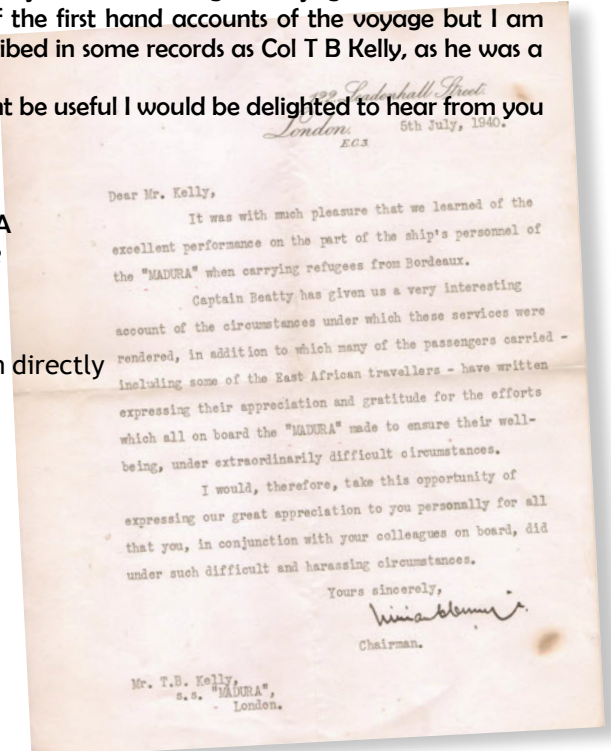 f the first hand accounts of the voyage but I am
ibed in some records as Col T B Kelly, as he was a
nt be useful I would be delighted to hear from you
A
n directly
122 Leadenhall Street.
London. 5th July, 1940.
E.C.3
Dear Mr. Kelly,
It was with much pleasure that we learned of the
excellent performance on the part of the ship's personnel of
the "MADURA" when carrying refugees from Bordeaux.
Captain Beatty has given us a very interesting
account of the circumstances under which these services were
rendered, in addition to which many of the passengers carried -
including some of the East African travellers - have written
expressing their appreciation and gratitude for the efforts
which all on board the "MADURA" made to ensure their well-
being, under extraordinarily difficult circumstances.
I would, therefore, take this opportunity of
expressing our great appreciation to you personally for all
that you, in conjunction with your colleagues on board, did
under such difficult and harassing circumstances.
Yours sincerely,
Chairman.
Mr. T.B. Kelly,
s.s. "MADURA",
London.